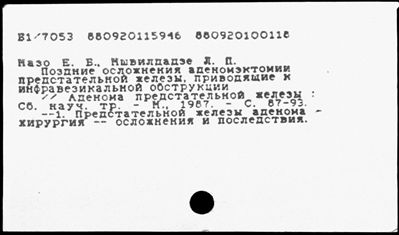 Б1/7053 880920115946 880920100118
Мазо Е. Б., Мшвилдадзе Л. П.
Поздние осложнения аденомэктомии
предстательной железы, приводящие к
инфравезикальной обструкции
// Аденома предстательной железы :
Сб. науч. тр. - М., 1987. - С. 87-93.
--1. Предстательной железы аденома -
хирургия -- осложнения и последствия.